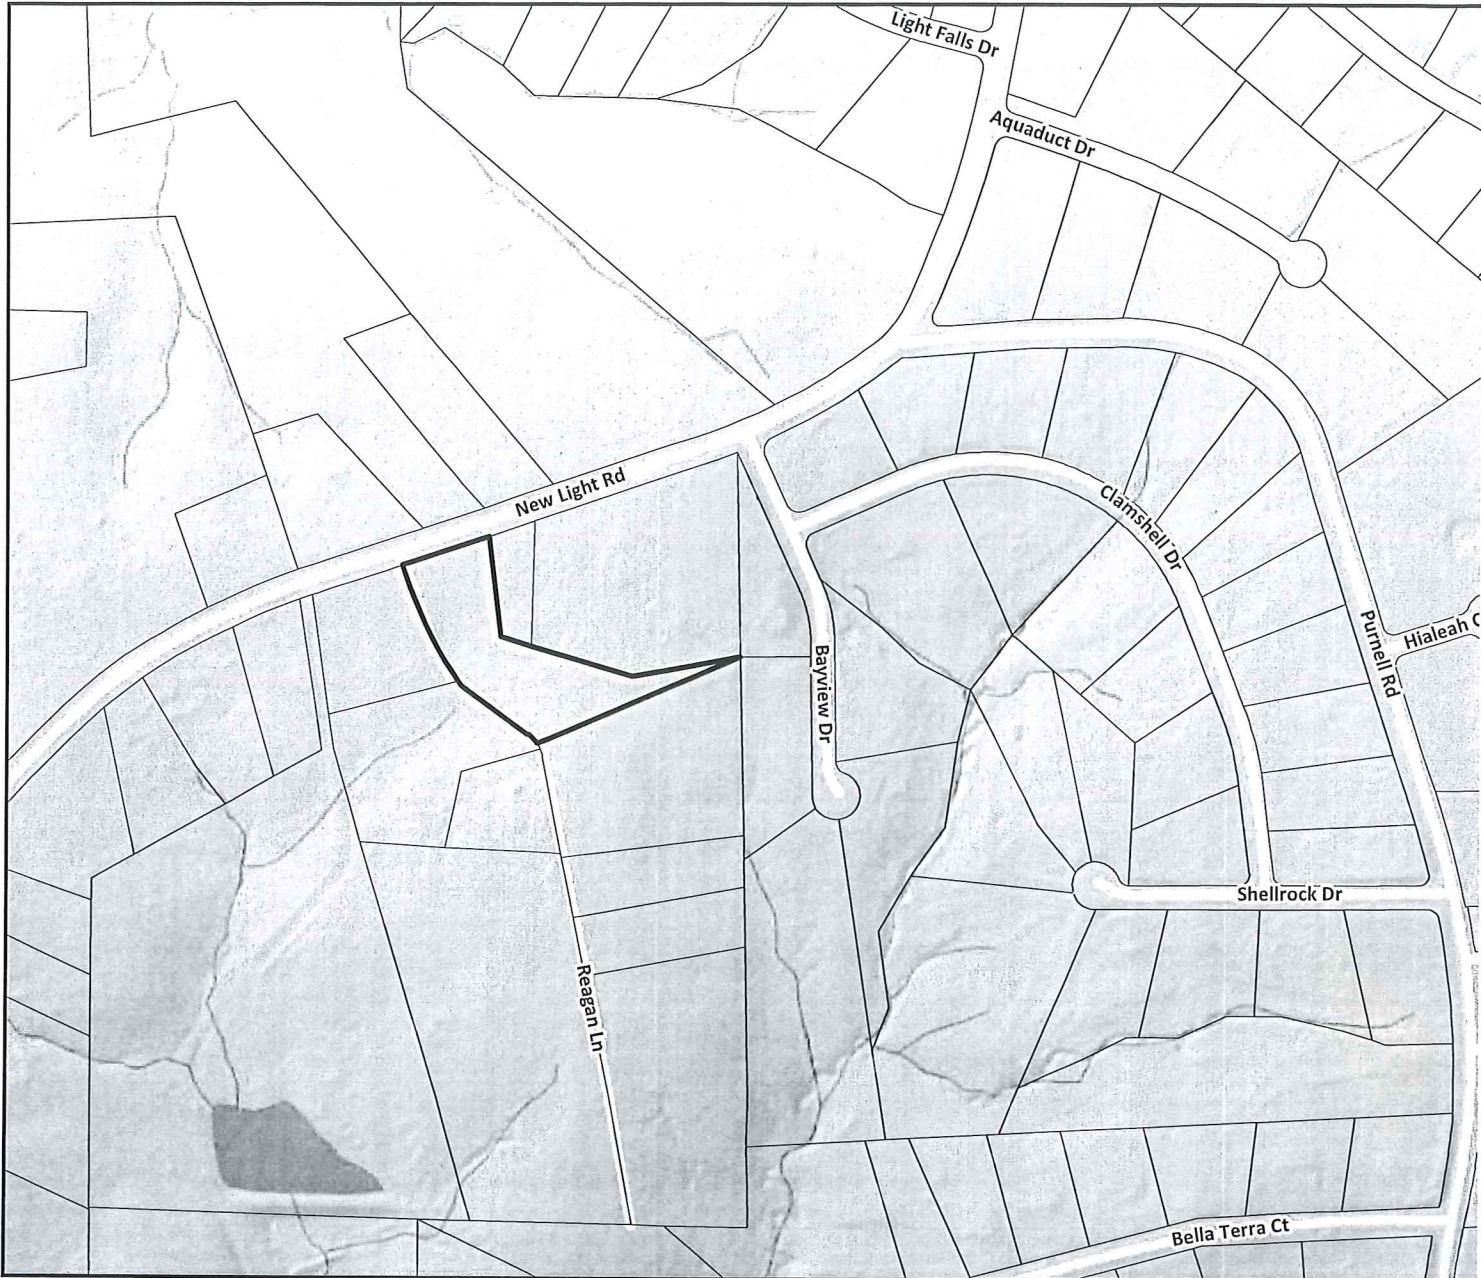 Light Falls Dr
Aquaduct Dr
New Light Rd
Clamshell Dr
Purnell Rd
Hialeah
Bayview Dr
Shellrock Dr
Reagan Ln
Bella Terra Ct